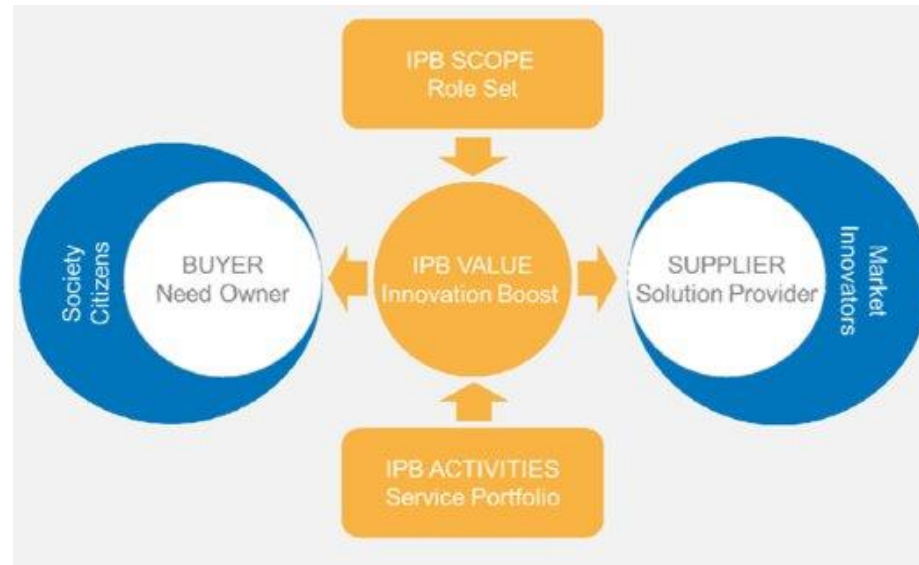 IPB SCOPE
Role Set
Society
Citizens
BUYER
Need Owner
IPB VALUE
Innovation Boost
SUPPLIER
Solution Provider
Market
Innovators
IPB ACTIVITIES
Service Portfolio